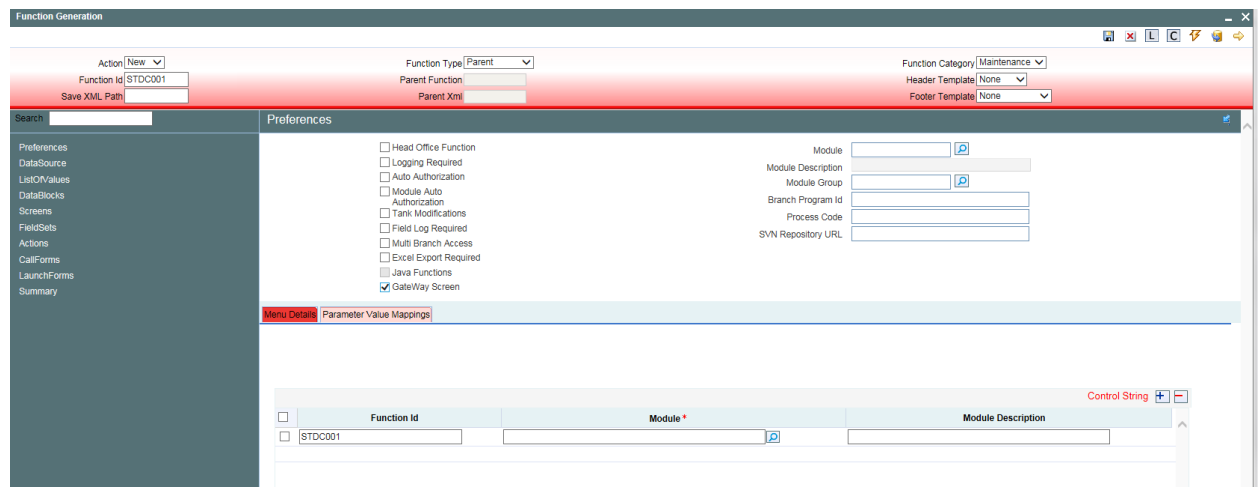 Function Generation
L C
Action New Function Type Parent Function Category Maintenance
Function Id STDC001 Parent Function Header Template None
Save XML Path Parent Xml Footer Template None
Search
Preferences
DataSource
ListOfValues
DataBlocks
Screens
FieldSets
Actions
CallForms
LaunchForms
Summary
Preferences
Head Office Function
Logging Required
Auto Authorization
Module Auto
Authorization
Tank Modifications
Field Log Required
Multi Branch Access
Excel Export Required
Java Functions
GateWay Screen
Module
Module Description
Module Group
Branch Program Id
Process Code
SVN Repository URL
Menu Details Parameter Value Mappings
Control String
Function Id Module * Module Description
STDC001